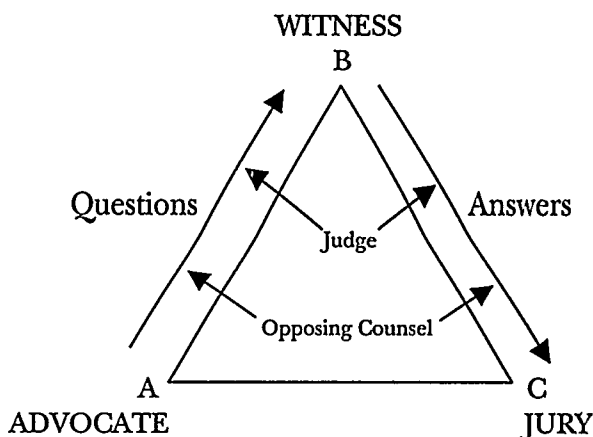 WITNESS
B
Questions
Answers
Judge
Opposing Counsel
A
C
ADVOCATE
JURY